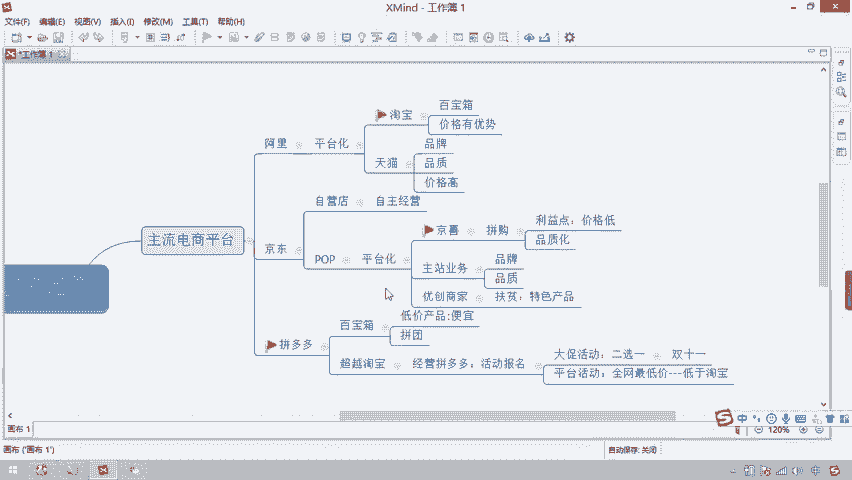 XMind - 工作簿 1
文件(F) 编辑(E) 视图(V) 插入(I) 修改(M) 工具(T) 帮助(H)
*工作簿 1
百宝箱
淘宝
价格有优势
阿里 平台化
品牌
天猫 品质
价格高
自营店 自主经营
利益点：价格低
京喜 拼购
品质化
主流电商平台
京东
POP 平台化
品牌
主站业务
品质
优创商家 扶贫：特色产品
低价产品:便宜
百宝箱
拼团
拼多多
大促活动：二选一 双十一
超越淘宝 经营拼多多：活动报名
平台活动：全网最低价---低于淘宝
画布 1
中
120%
画布 ('画布 1')
自动保存: 关闭
中